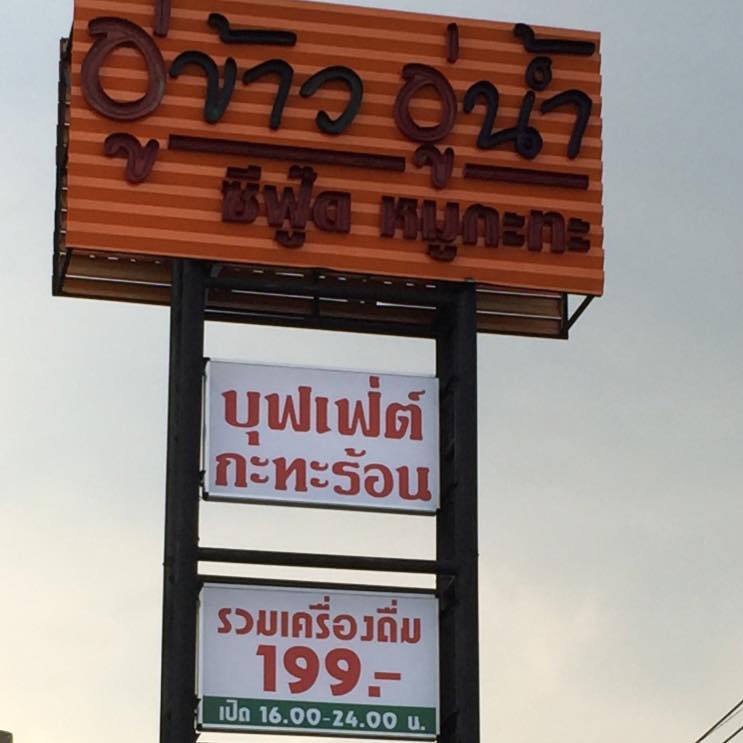 อู่ข้าว อู่น้ำ
ซีฟู๊ด หมูกะทะ
บุฟเฟ่ต์
กะทะร้อน
รวมเครื่องดื่ม
199.-
เปิด 16.00-24.00 น.